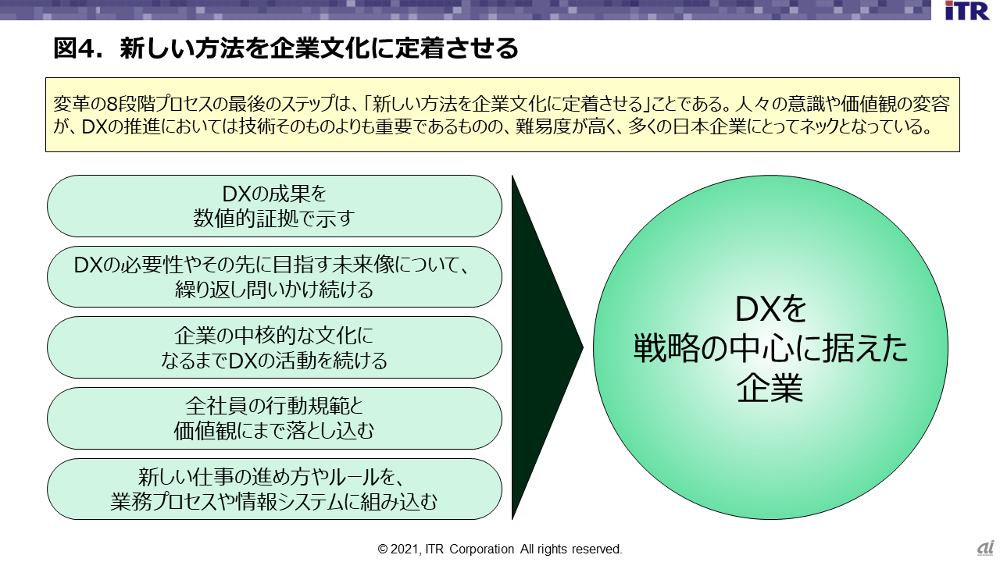 iTR
図4．新しい方法を企業文化に定着させる
変革の8段階プロセスの最後のステップは、「新しい方法を企業文化に定着させる」ことである。人々の意識や価値観の変容
が、DXの推進においては技術そのものよりも重要であるものの、難易度が高く、多くの日本企業にとってネックとなっている。
DXの成果を
数値的証拠で示す
DXの必要性やその先に目指す未来像について、
繰り返し問いかけ続ける
企業の中核的な文化に
なるまでDXの活動を続ける
全社員の行動規範と
価値観にまで落とし込む
新しい仕事の進め方やルールを、
業務プロセスや情報システムに組み込む
DXを
戦略の中心に据えた
企業
© 2021, ITR Corporation All rights reserved.
ai